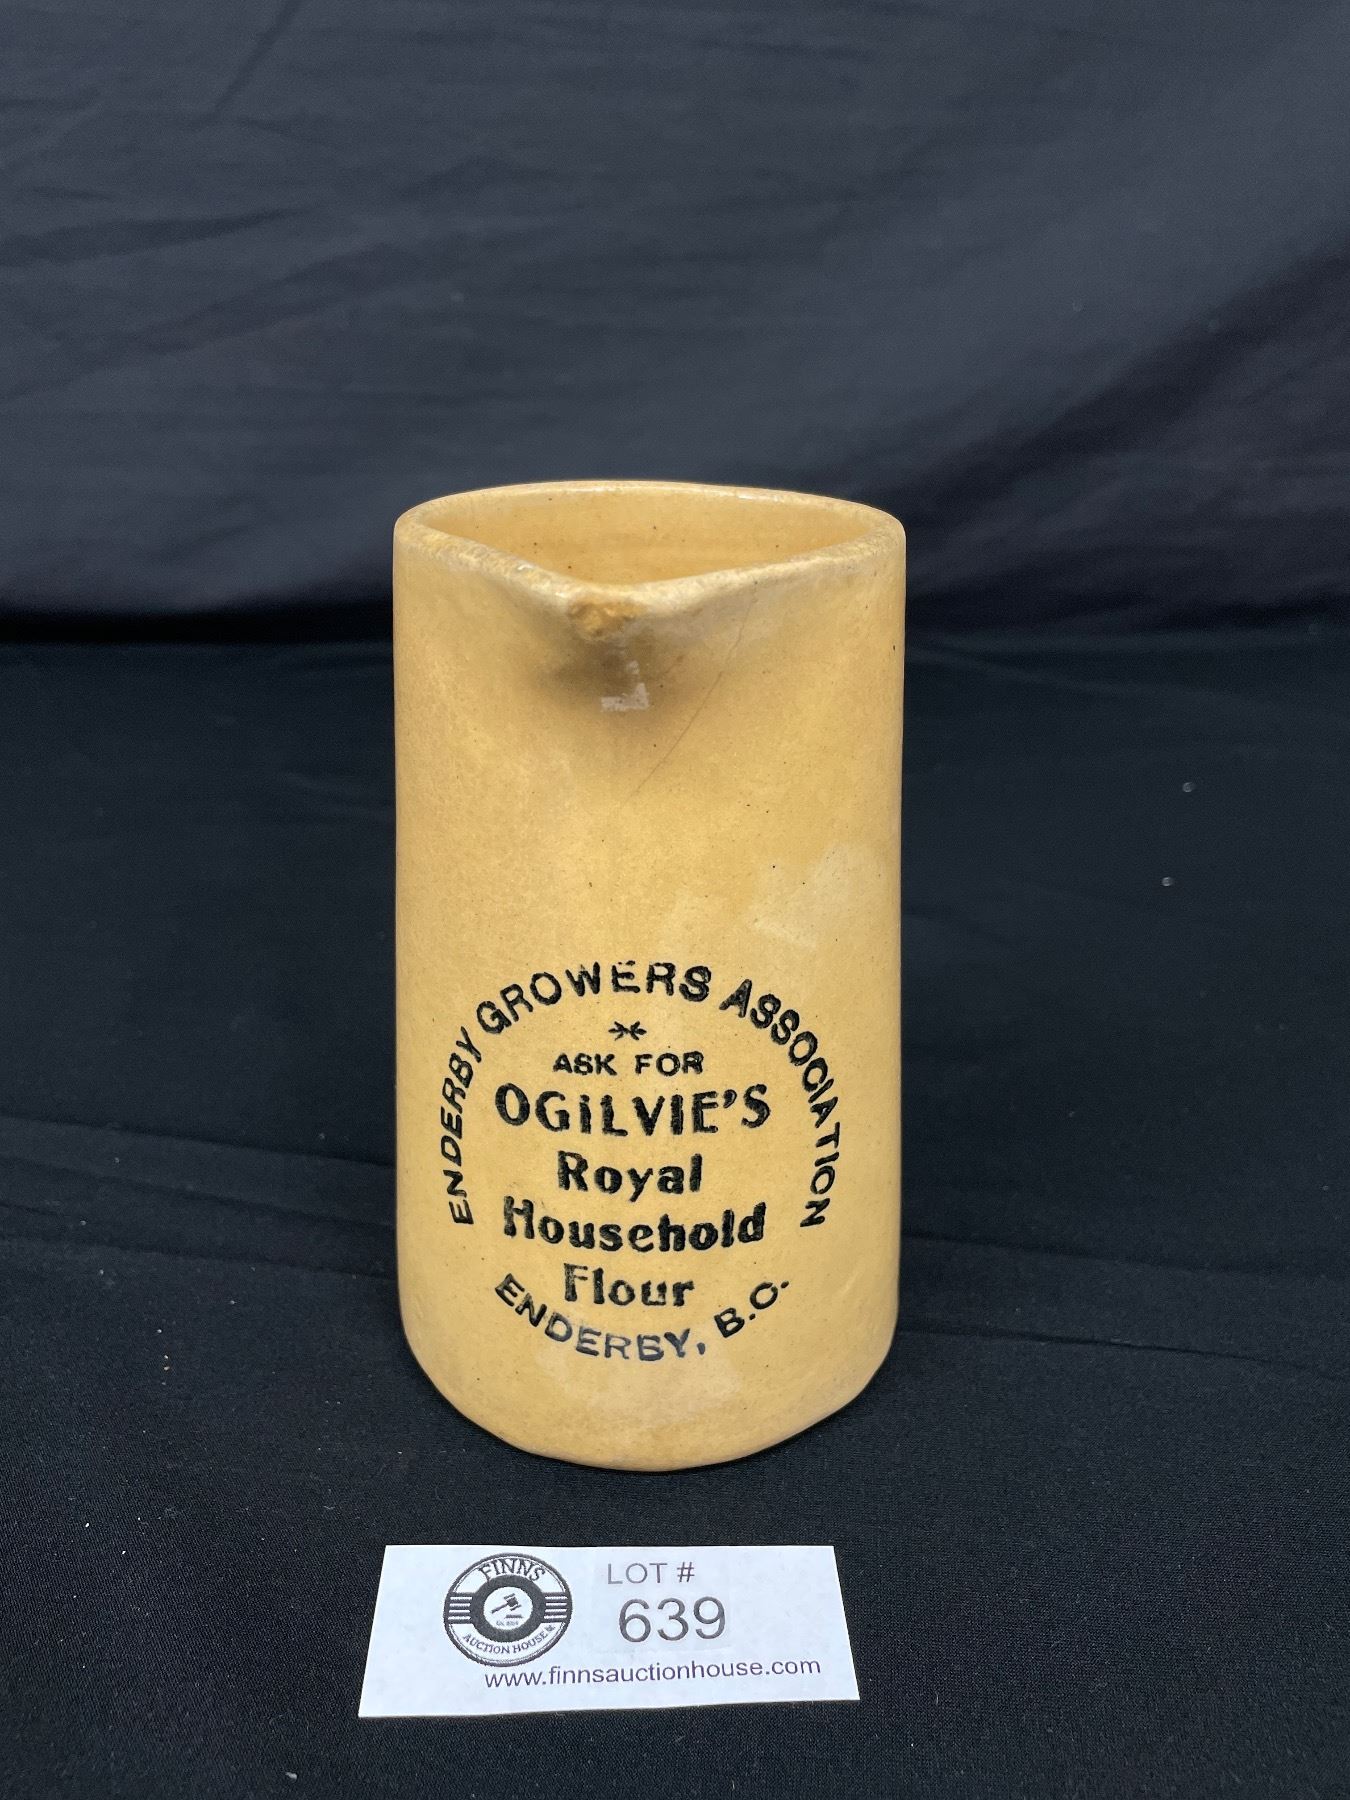 ENDERBY GROWERS ASSOCIATION
ASK FOR
OGILVIE'S
Royal
Household
Flour
ENDERBY, B.C.
FINNS
AUCTION HOUSE
LOT #
639
www.finnsauctionhouse.com